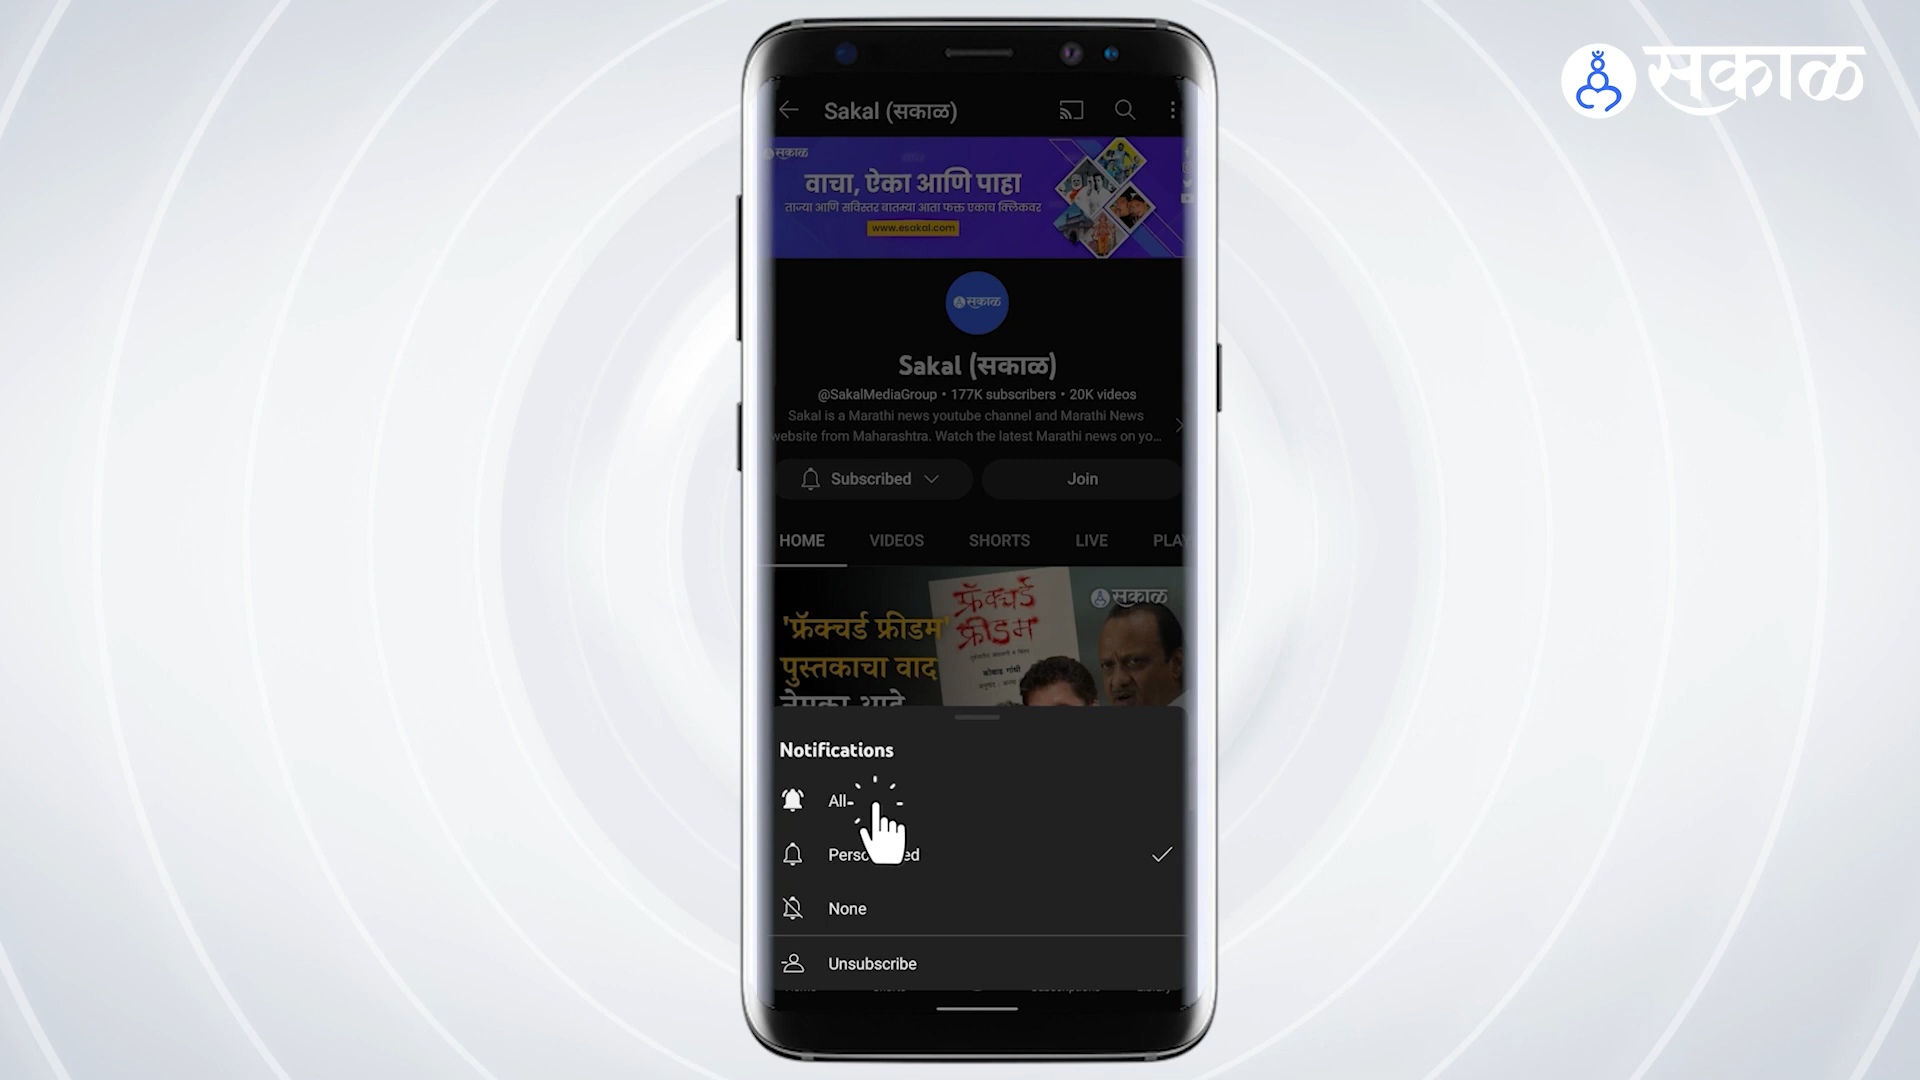 सकाळ
Sakal (सकाळ)
सकाळ
वाचा, ऐका आणि पाहा
ताज्या आणि सविस्तर बातम्या आता फक्त एकाच क्लिकवर
www.esakal.com
सकाळ
Sakal (सकाळ)
@SakalMediaGroup • 177K subscribers • 20K videos
Sakal is a Marathi news youtube channel and Marathi News
website from Maharashtra. Watch the latest Marathi news on yo...
Subscribed
Join
HOME VIDEOS SHORTS LIVE PLAY
फ्रॅक्चर्ड
फ्रीडम
सकाळ
'फ्रॅक्चर्ड फ्रीडम'
पुस्तकाचा वाद
कोबाड गांधी
Notifications
All
None
Unsubscribe